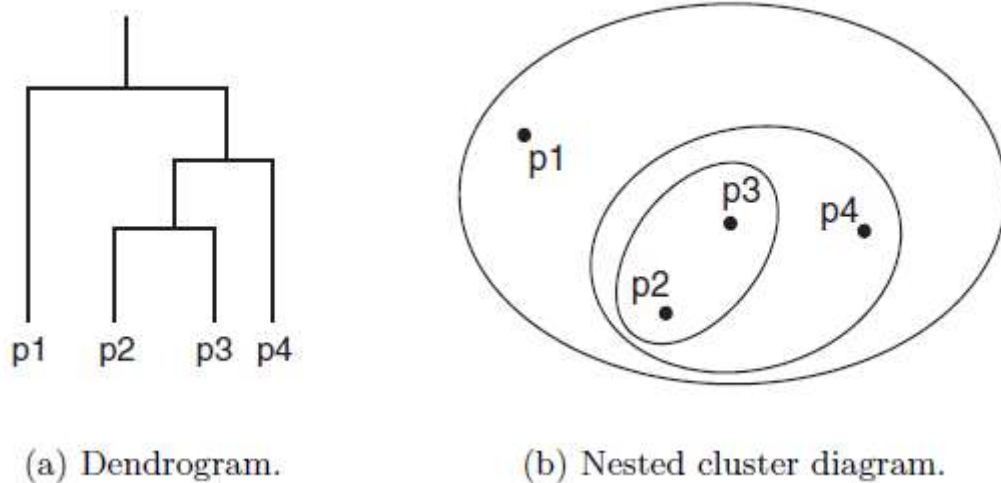 p1 p2 p3 p4
p1
p3
p4
p2
(a) Dendrogram.
(b) Nested cluster diagram.